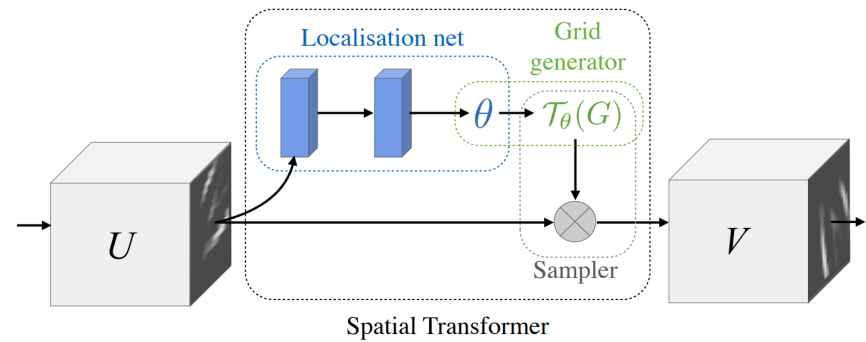 Localisation net
Grid
generator
θ
𝒯θ(G)
U
V
Sampler
Spatial Transformer